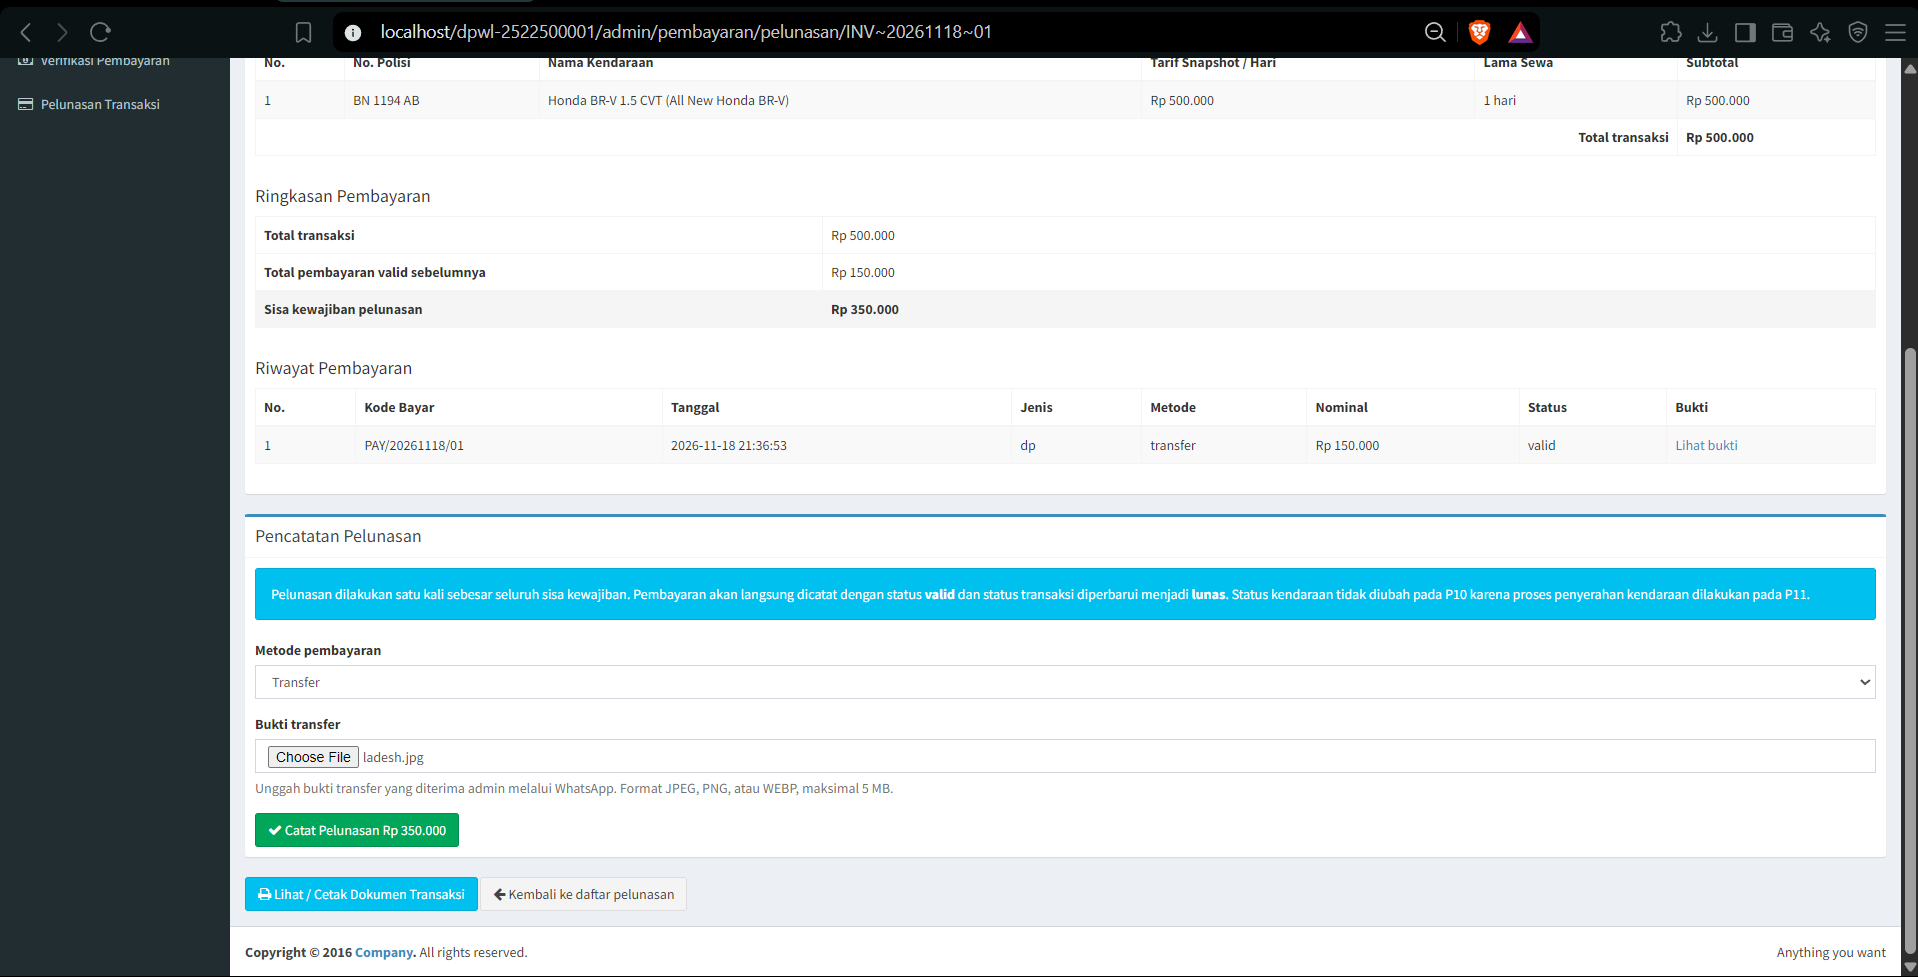 localhost/dpwl-2522500001/admin/pembayaran/pelunasan/INV~20261118~01
Verifikasi Pembayaran
Pelunasan Transaksi
No. No. Polisi Nama Kendaraan Tarif Snapshot / Hari Lama Sewa Subtotal
1 BN 1194 AB Honda BR-V 1.5 CVT (All New Honda BR-V) Rp 500.000 1 hari Rp 500.000
Total transaksi Rp 500.000
Ringkasan Pembayaran
Total transaksi Rp 500.000
Total pembayaran valid sebelumnya Rp 150.000
Sisa kewajiban pelunasan Rp 350.000
Riwayat Pembayaran
No. Kode Bayar Tanggal Jenis Metode Nominal Status Bukti
1 PAY/20261118/01 2026-11-18 21:36:53 dp transfer Rp 150.000 valid Lihat bukti
Pencatatan Pelunasan
Pelunasan dilakukan satu kali sebesar seluruh sisa kewajiban. Pembayaran akan langsung dicatat dengan status valid dan status transaksi diperbarui menjadi lunas. Status kendaraan tidak diubah pada P10 karena proses penyerahan kendaraan dilakukan pada P11.
Metode pembayaran
Transfer
Bukti transfer
Choose File ladesh.jpg
Unggah bukti transfer yang diterima admin melalui WhatsApp. Format JPEG, PNG, atau WEBP, maksimal 5 MB.
Catat Pelunasan Rp 350.000
Lihat / Cetak Dokumen Transaksi Kembali ke daftar pelunasan
Copyright © 2016 Company. All rights reserved. Anything you want